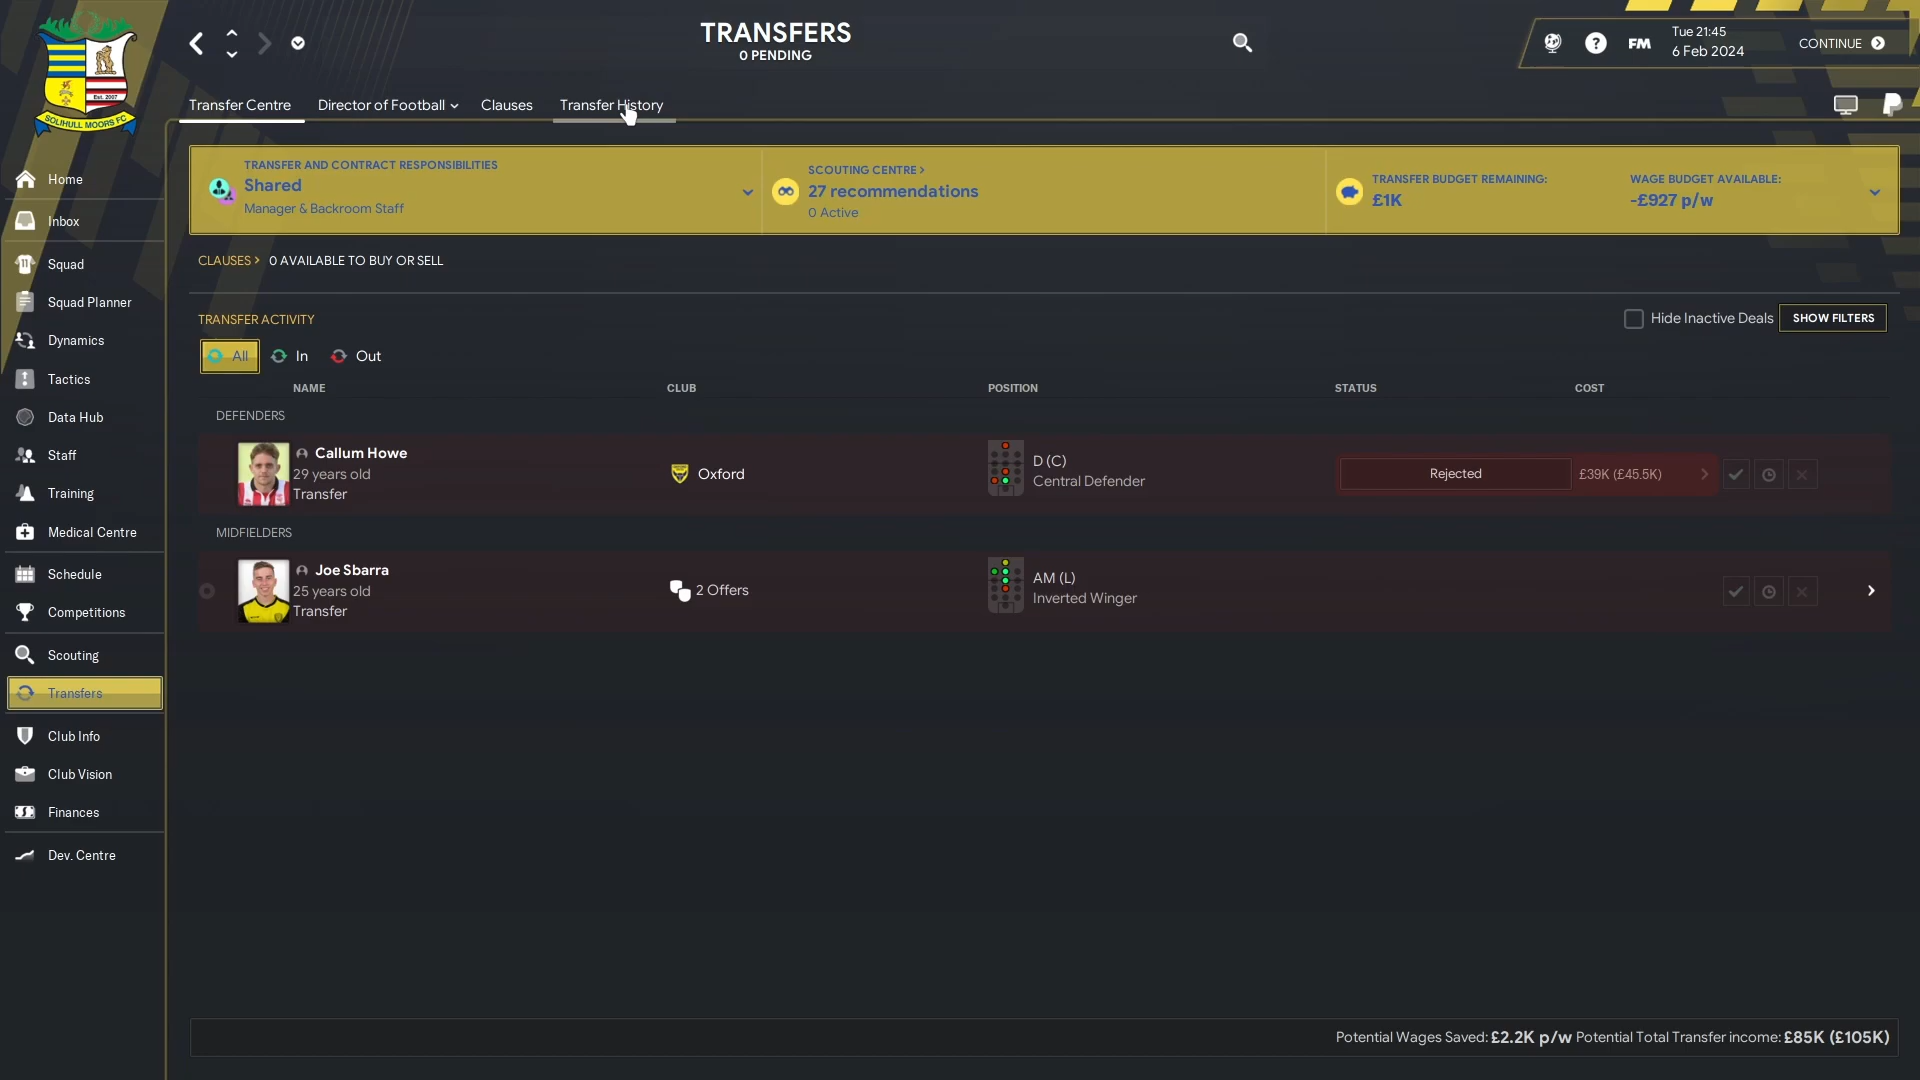 TRANSFERS
0 PENDING
Tue 21:45
6 Feb 2024
FM
CONTINUE
Est. 2007
SOLIHULL MOORS FC
Transfer Centre
Director of Football
Clauses
Transfer History
Home
Inbox
Squad
Squad Planner
Dynamics
Tactics
Data Hub
Staff
Training
Medical Centre
Schedule
Competitions
Scouting
Transfers
Club Info
Club Vision
Finances
Dev. Centre
TRANSFER AND CONTRACT RESPONSIBILITIES
Shared
Manager & Backroom Staff
SCOUTING CENTRE >
27 recommendations
0 Active
TRANSFER BUDGET REMAINING:
£1K
WAGE BUDGET AVAILABLE:
-£927 p/w
CLAUSES > 0 AVAILABLE TO BUY OR SELL
TRANSFER ACTIVITY
Hide Inactive Deals
SHOW FILTERS
All In Out
NAME CLUB POSITION STATUS COST
DEFENDERS
Callum Howe
29 years old
Transfer
Oxford
D (C)
Central Defender
Rejected
£39K (£45.5K)
MIDFIELDERS
Joe Sbarra
25 years old
Transfer
2 Offers
AM (L)
Inverted Winger
Potential Wages Saved: £2.2K p/w Potential Total Transfer income: £85K (£105K)